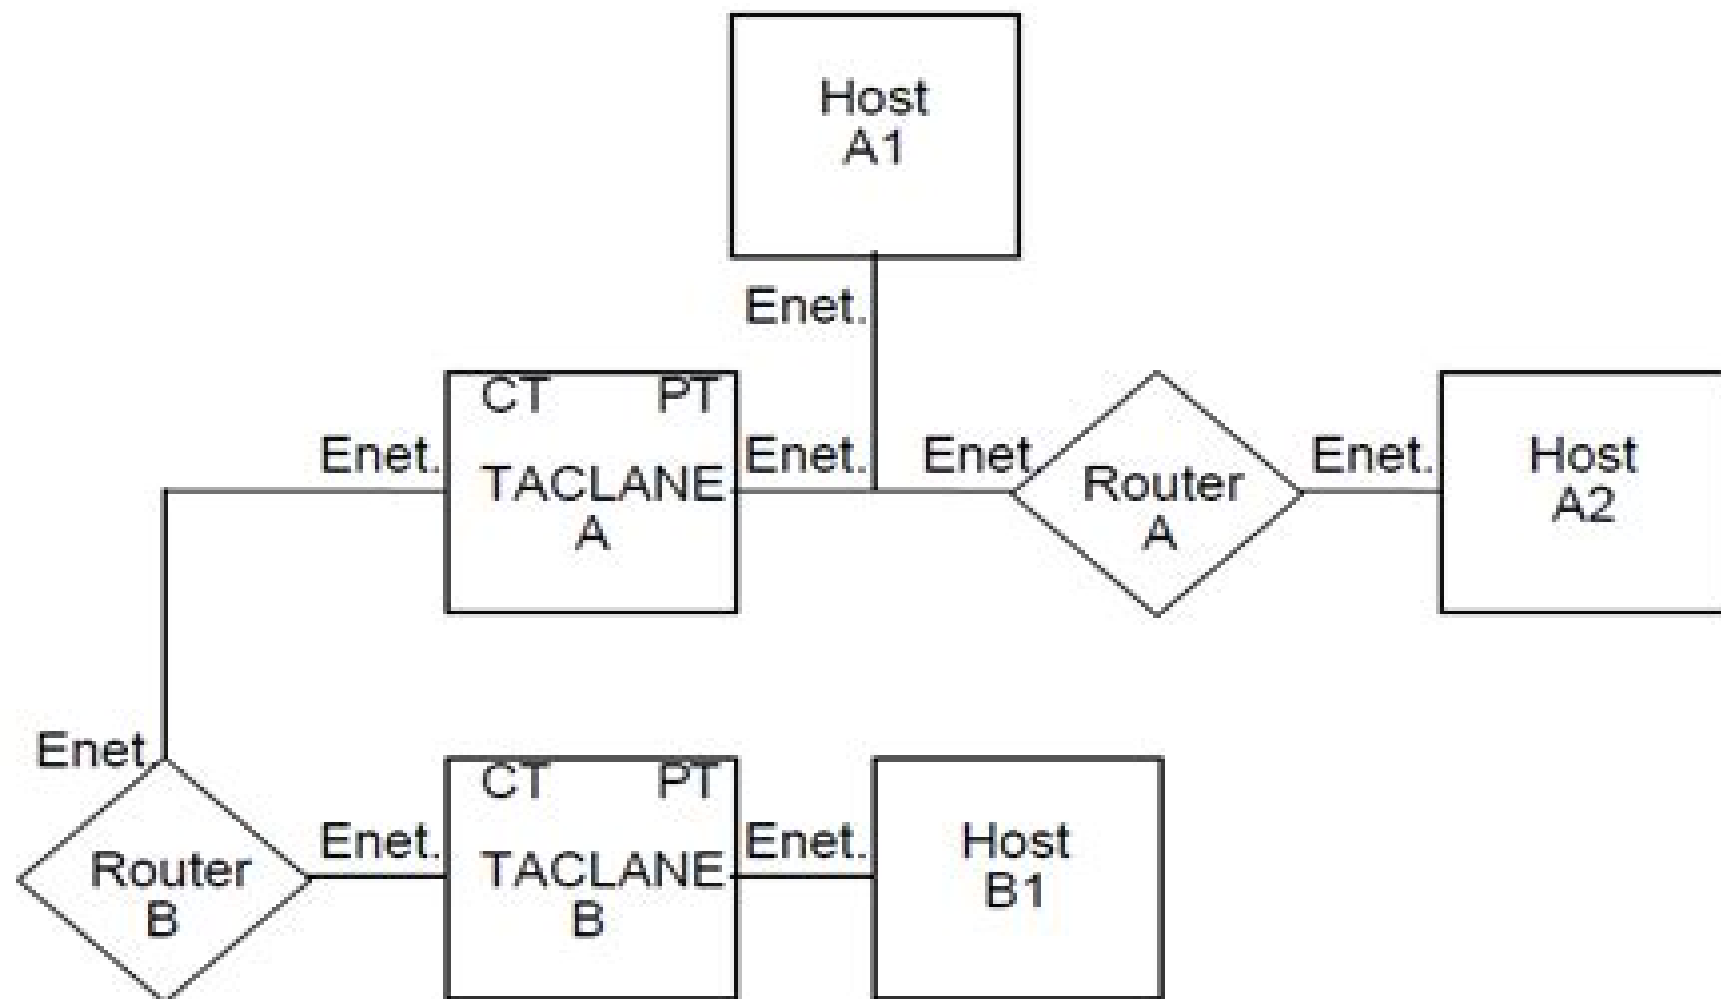 Host
A1
Enet.
CT PT
Enet.
TACLANE
A
Enet.
Enet
Router
A
Enet.
Host
A2
Enet
Router
B
Enet.
CT PT
TACLANE
B
Enet.
Host
B1